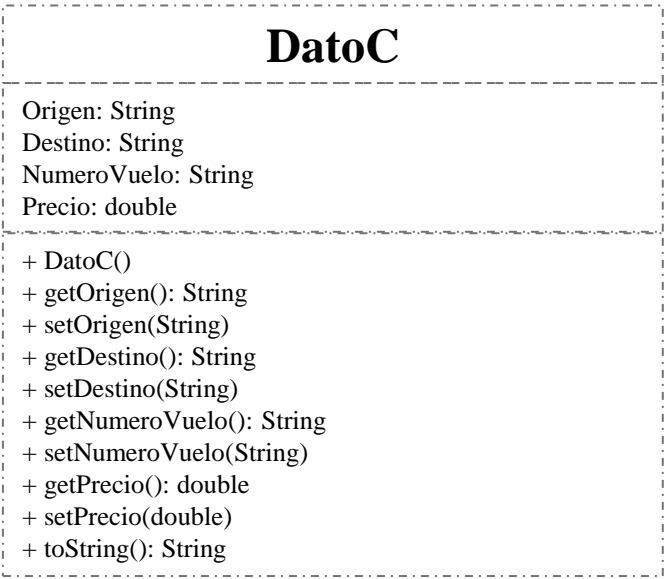 DatoC
Origen: String
Destino: String
NumeroVuelo: String
Precio: double
+ DatoC()
+ getOrigen(): String
+ setOrigen(String)
+ getDestino(): String
+ setDestino(String)
+ getNumeroVuelo(): String
+ setNumeroVuelo(String)
+ getPrecio(): double
+ setPrecio(double)
+ toString(): String